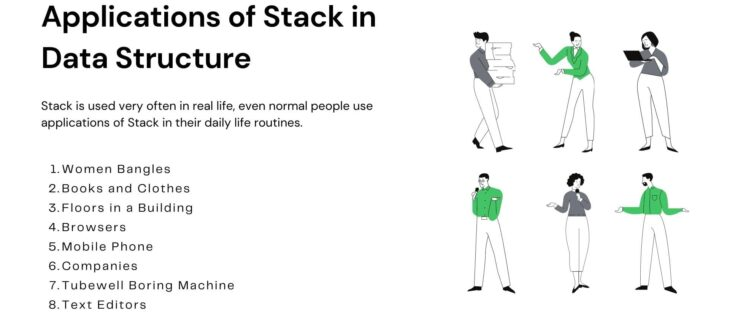 Applications of Stack in
Data Structure
Stack is used very often in real life, even normal people use
applications of Stack in their daily life routines.
1. Women Bangles
2. Books and Clothes
3. Floors in a Building
4. Browsers
5. Mobile Phone
6. Companies
7. Tubewell Boring Machine
8. Text Editors